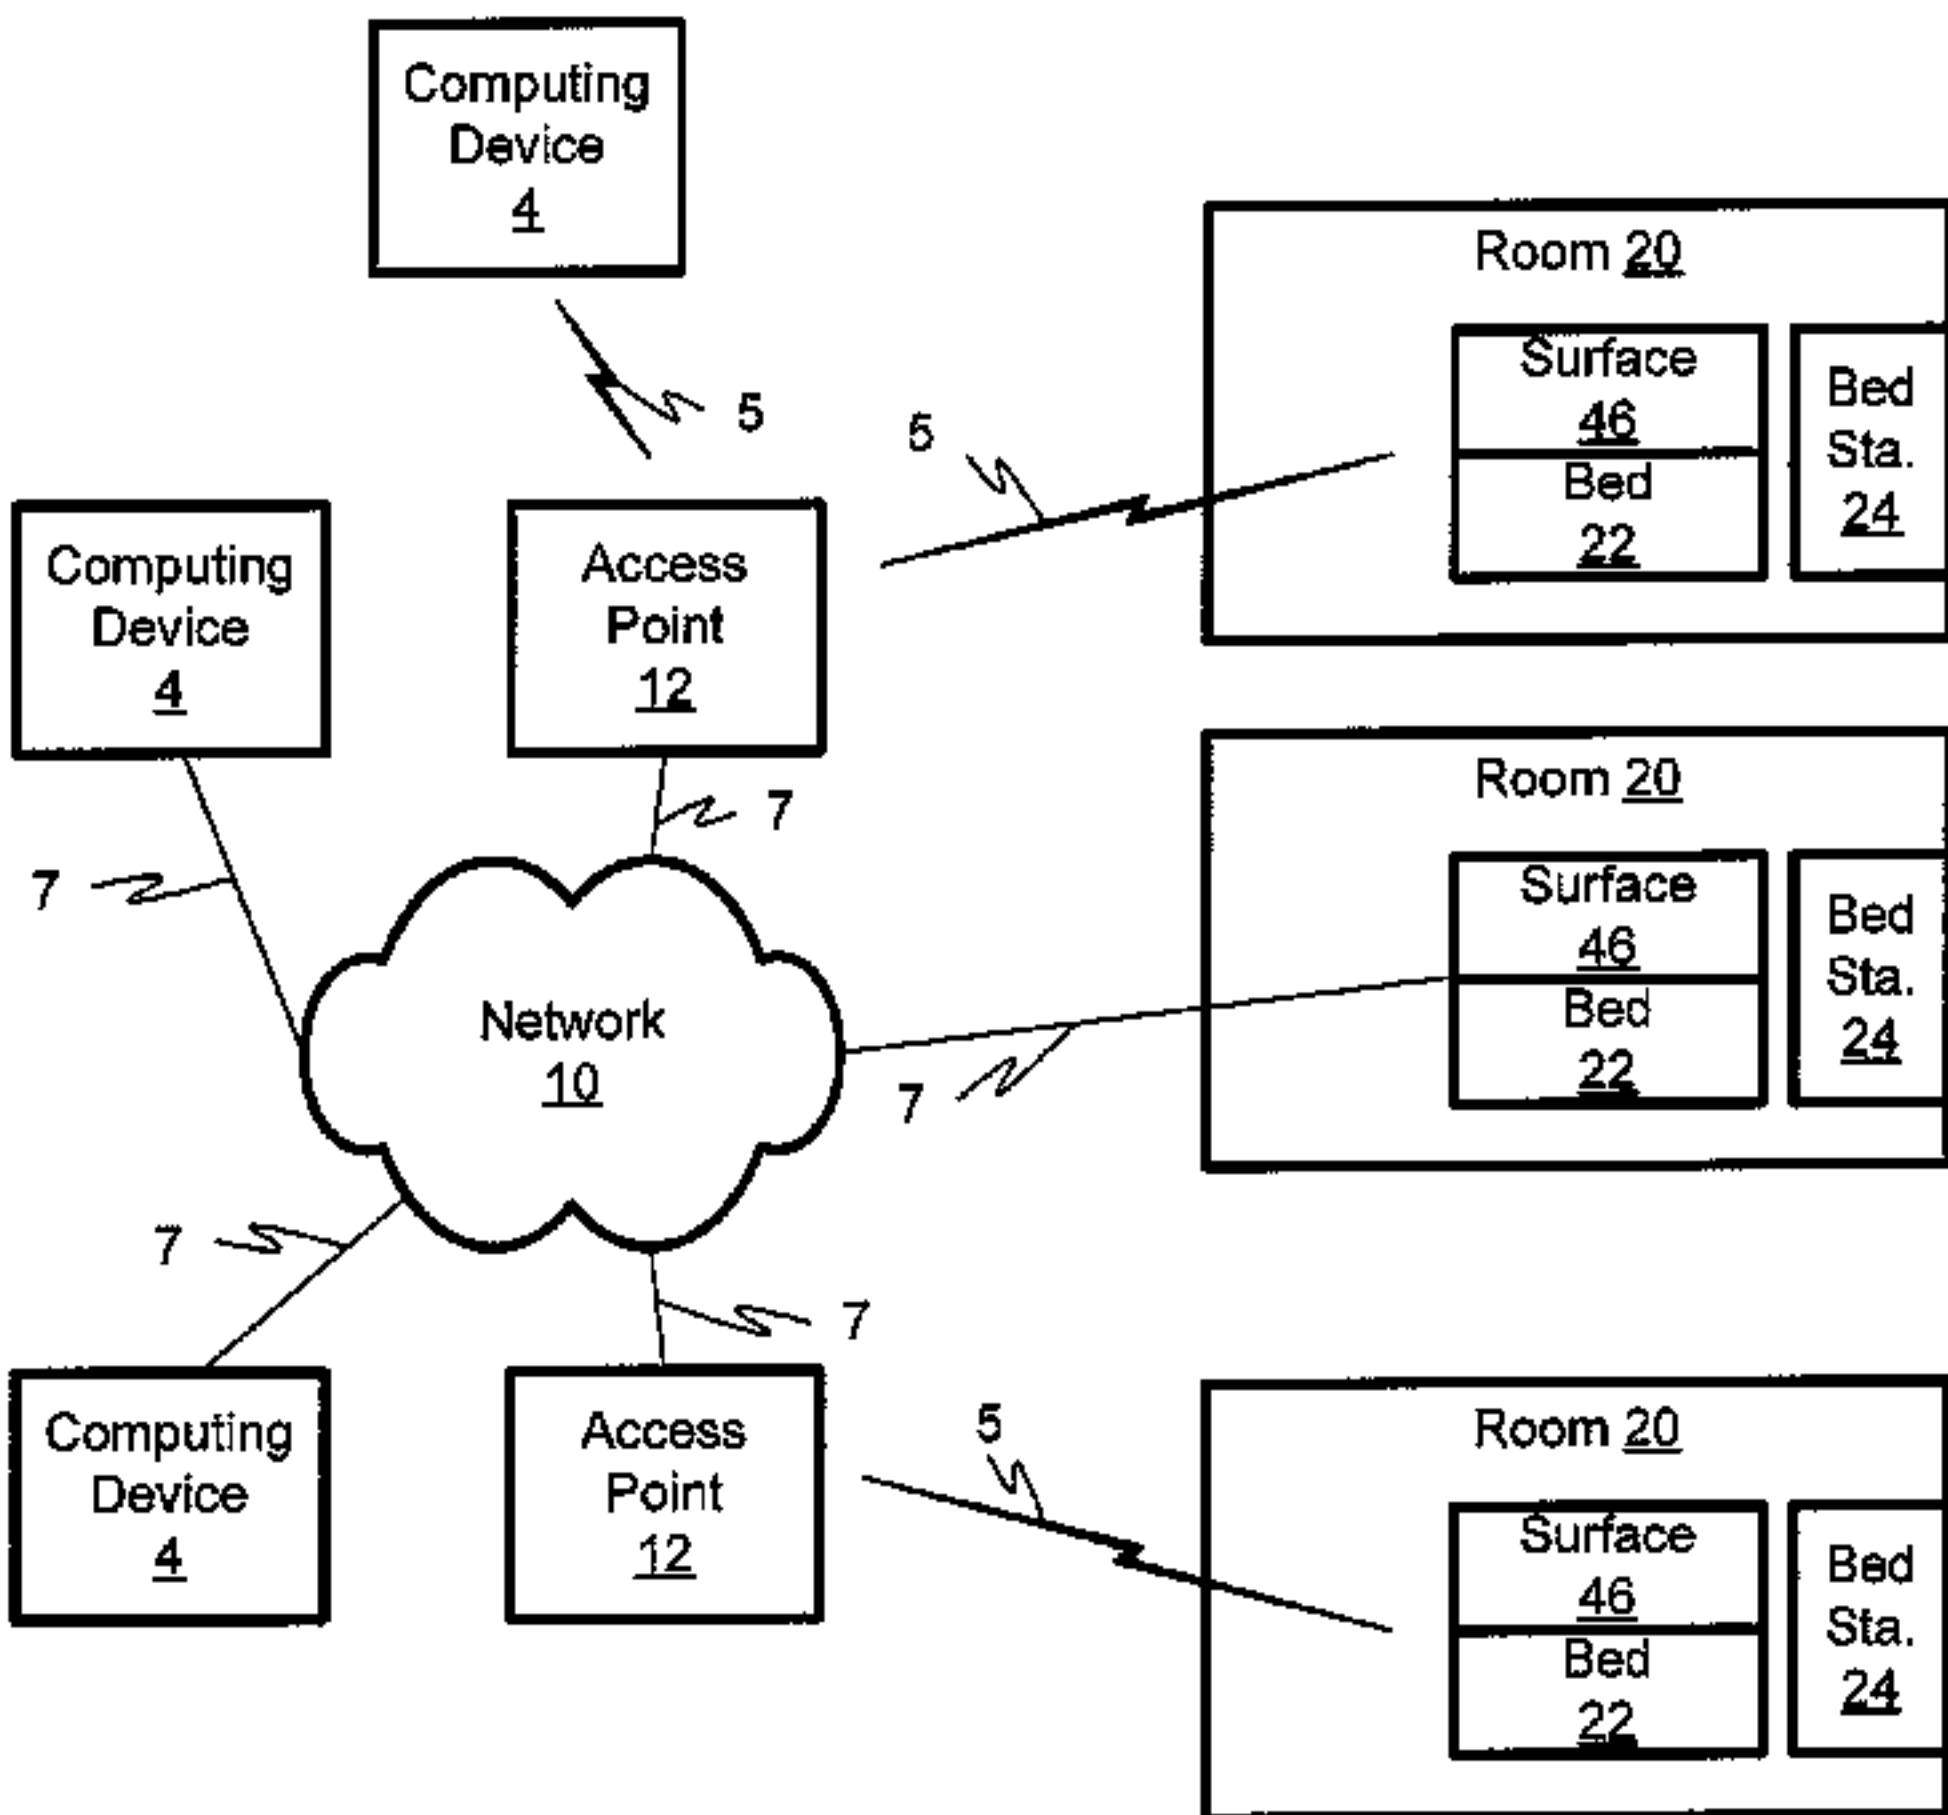 Computing
Device
4
5
5
Room 20
Surface
46
Bed
22
Bed
Sta.
24
Computing
Device
4
Access
Point
12
7
7
Room 20
Surface
46
Bed
22
Bed
Sta.
24
Network
10
7
7
7
Computing
Device
4
Access
Point
12
5
Room 20
Surface
46
Bed
22
Bed
Sta.
24